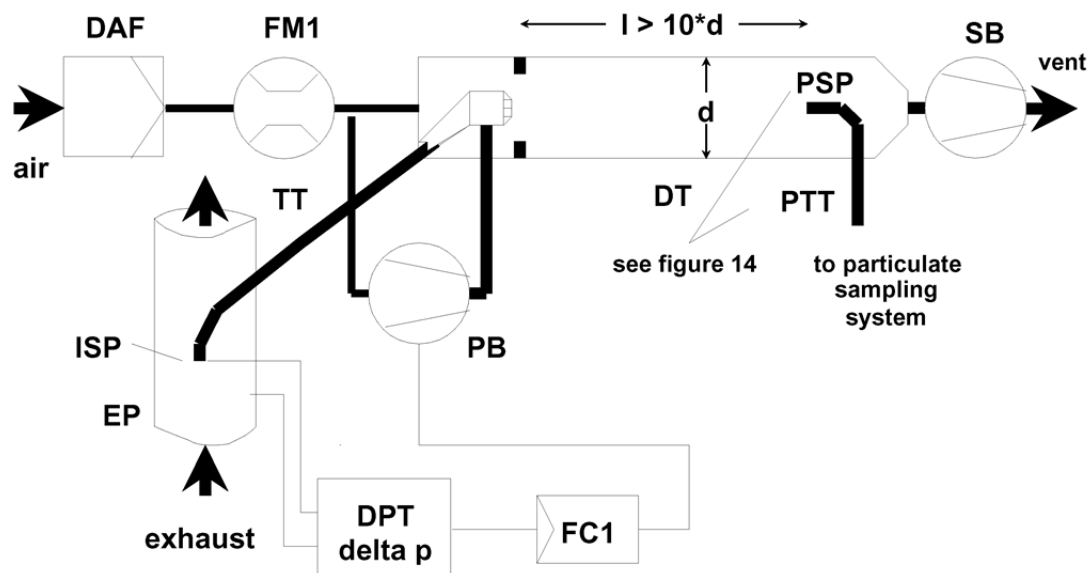 DAF
FM1
l > 10*d
SB
vent
PSP
d
air
TT
DT
PTT
see figure 14
to particulate
sampling
system
ISP
PB
EP
DPT
delta p
FC1
exhaust